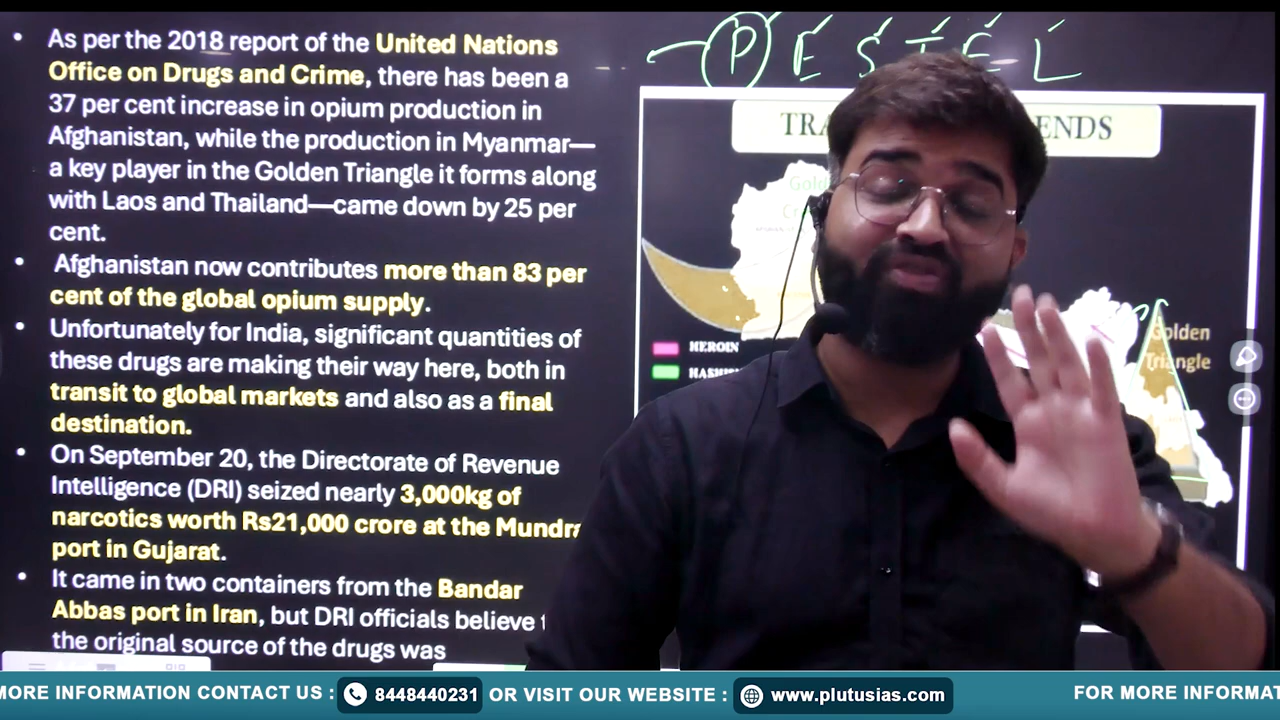 • As per the 2018 report of the United Nations
Office on Drugs and Crime, there has been a
37 per cent increase in opium production in
Afghanistan, while the production in Myanmar—
a key player in the Golden Triangle it forms along
with Laos and Thailand—came down by 25 per
cent.
• Afghanistan now contributes more than 83 per
cent of the global opium supply.
• Unfortunately for India, significant quantities of
these drugs are making their way here, both in
transit to global markets and also as a final
destination.
• On September 20, the Directorate of Revenue
Intelligence (DRI) seized nearly 3,000kg of
narcotics worth Rs21,000 crore at the Mundra
port in Gujarat.
• It came in two containers from the Bandar
Abbas port in Iran, but DRI officials believe
the original source of the drugs was
P E S T E L
TRA ENDS
Gold
HEROIN
HASHIS
Golden
Triangle
MORE INFORMATION CONTACT US : 8448440231 OR VISIT OUR WEBSITE : www.plutusias.com FOR MORE INFORMAT